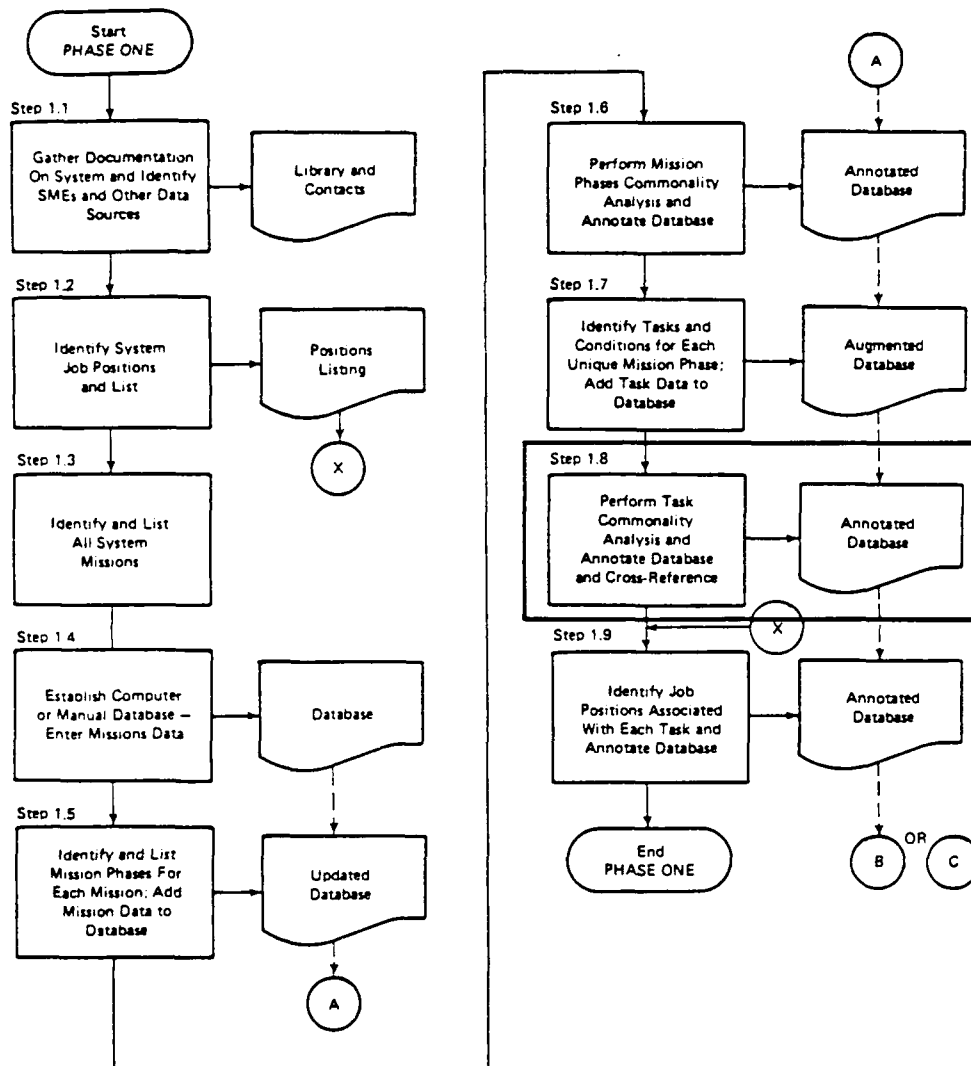 Start
PHASE ONE
Step 1.1
Gather Documentation
On System and Identify
SMEs and Other Data
Sources
Library and
Contacts
Step 1.2
Identify System
Job Positions
and List
Positions
Listing
X
Step 1.3
Identify and List
All System
Missions
Step 1.4
Establish Computer
or Manual Database —
Enter Missions Data
Database
Step 1.5
Identify and List
Mission Phases For
Each Mission; Add
Mission Data to
Database
Updated
Database
A
A
Step 1.6
Perform Mission
Phases Commonality
Analysis and
Annotate Database
Annotated
Database
Step 1.7
Identify Tasks and
Conditions for Each
Unique Mission Phase;
Add Task Data to
Database
Augmented
Database
Step 1.8
Perform Task
Commonality
Analysis and
Annotate Database
and Cross-Reference
Annotated
Database
X
Step 1.9
Identify Job
Positions Associated
With Each Task and
Annotate Database
Annotated
Database
End
PHASE ONE
B
OR
C